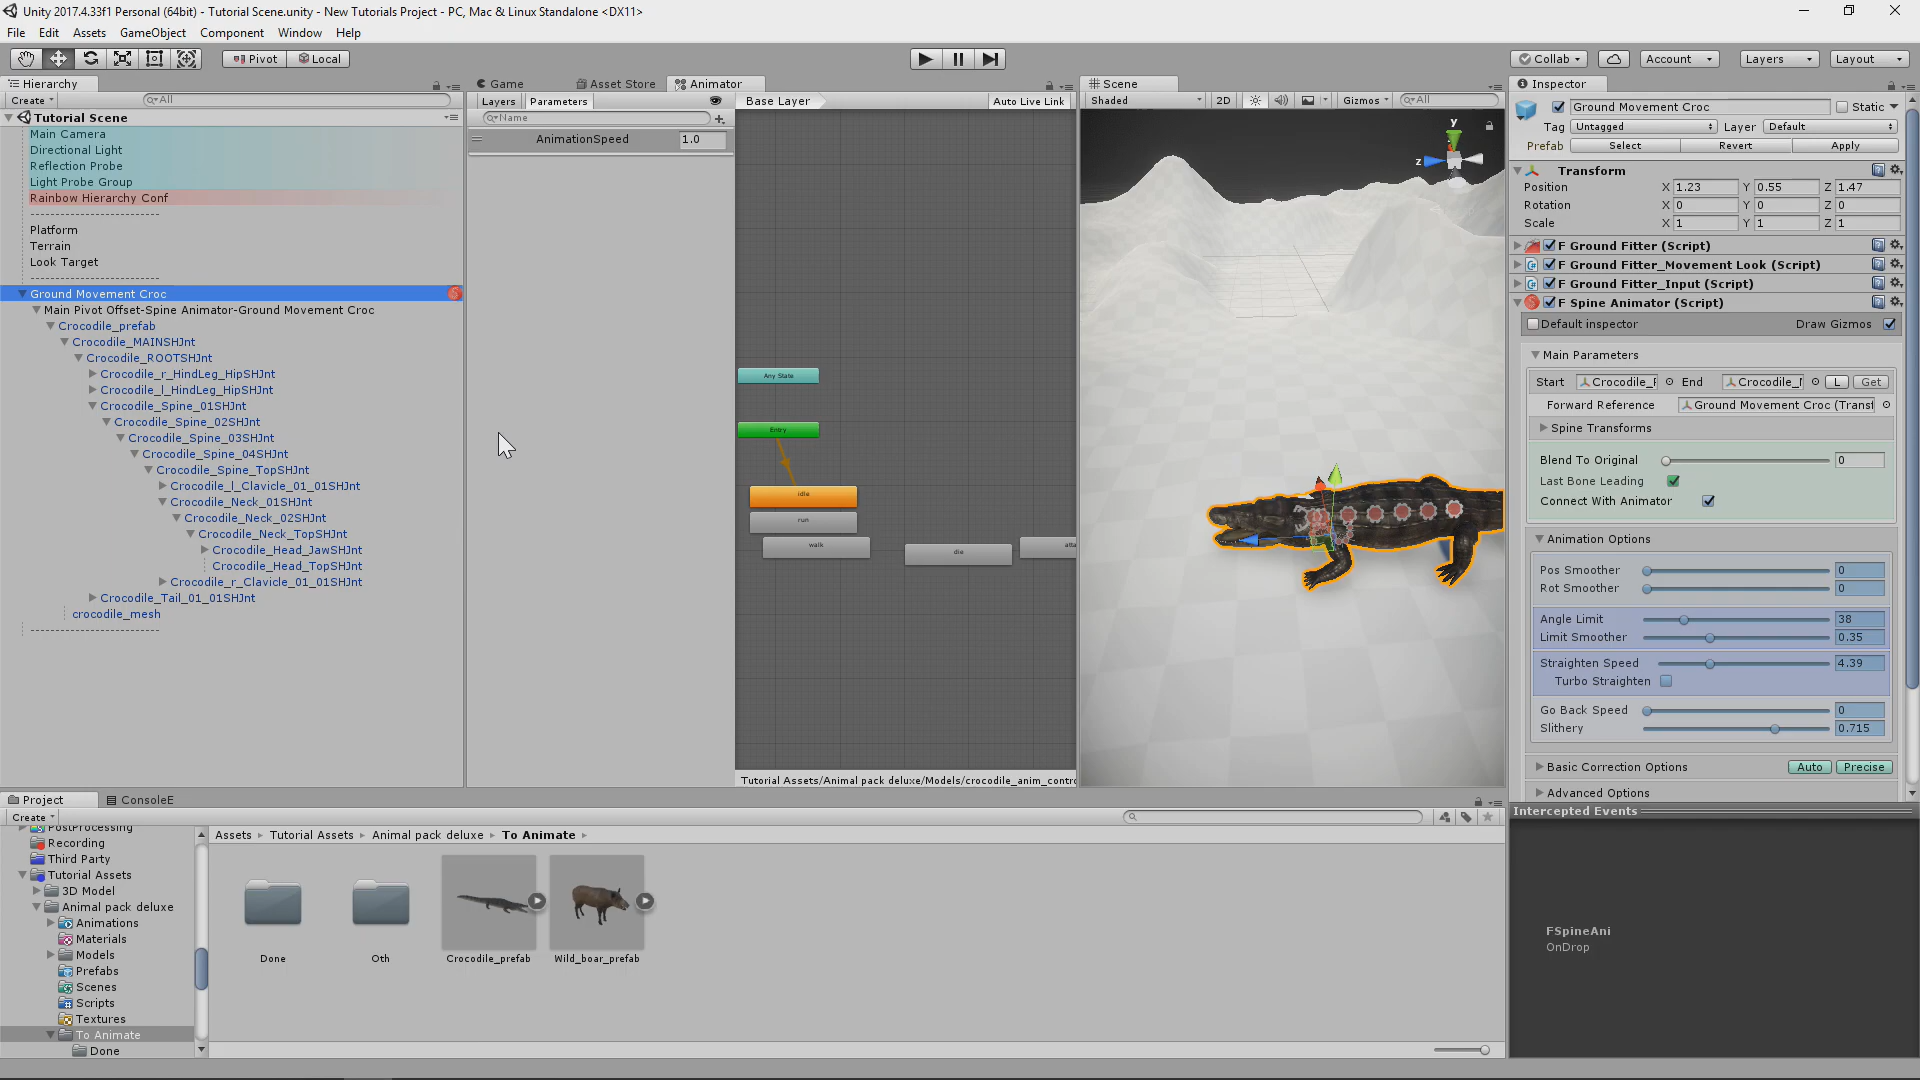 Unity 2017.4.33f1 Personal (64bit) - Tutorial Scene.unity - New Tutorials Project - PC, Mac & Linux Standalone <DX11>
File Edit Assets GameObject Component Window Help
Pivot Local Collab Account Layers Layout
Hierarchy
Create All
Tutorial Scene
Main Camera
Directional Light
Reflection Probe
Light Probe Group
Rainbow Hierarchy Conf
------------------------
Platform
Terrain
Look Target
------------------------
Ground Movement Croc
Main Pivot Offset-Spine Animator-Ground Movement Croc
Crocodile_prefab
Crocodile_MAINSHJnt
Crocodile_ROOTSHJnt
Crocodile_r_HindLeg_HipSHJnt
Crocodile_l_HindLeg_HipSHJnt
Crocodile_Spine_01SHJnt
Crocodile_Spine_02SHJnt
Crocodile_Spine_03SHJnt
Crocodile_Spine_04SHJnt
Crocodile_Spine_TopSHJnt
Crocodile_l_Clavicle_01_01SHJnt
Crocodile_Neck_01SHJnt
Crocodile_Neck_02SHJnt
Crocodile_Neck_TopSHJnt
Crocodile_Head_JawSHJnt
Crocodile_Head_TopSHJnt
Crocodile_r_Clavicle_01_01SHJnt
Crocodile_Tail_01_01SHJnt
crocodile_mesh
------------------------
Game Asset Store Animator
Layers Parameters Base Layer Auto Live Link
Name
AnimationSpeed 1.0
Any State
Entry
idle
run
walk
die
atta
Tutorial Assets/Animal pack deluxe/Models/crocodile_anim_contro
Scene
Shaded 2D Gizmos All
y
z
Inspector
Ground Movement Croc Static
Tag Untagged Layer Default
Prefab Select Revert Apply
Transform
Position X 1.23 Y 0.55 Z 1.47
Rotation X 0 Y 0 Z 0
Scale X 1 Y 1 Z 1
F Ground Fitter (Script)
F Ground Fitter_Movement Look (Script)
F Ground Fitter_Input (Script)
F Spine Animator (Script)
Default inspector Draw Gizmos
Main Parameters
Start Crocodile_ End Crocodile_ L Get
Forward Reference Ground Movement Croc (Transf
Spine Transforms
Blend To Original 0
Last Bone Leading
Connect With Animator
Animation Options
Pos Smoother 0
Rot Smoother 0
Angle Limit 38
Limit Smoother 0.35
Straighten Speed 4.39
Turbo Straighten
Go Back Speed 0
Slithery 0.715
Basic Correction Options Auto Precise
Advanced Options
Intercepted Events
FSpineAni
OnDrop
Project ConsoleE
Create
PostProcessing
Recording
Third Party
Tutorial Assets
3D Model
Animal pack deluxe
Animations
Materials
Models
Prefabs
Scenes
Scripts
Textures
To Animate
Done
Assets Tutorial Assets Animal pack deluxe To Animate
Done
Oth
Crocodile_prefab
Wild_boar_prefab